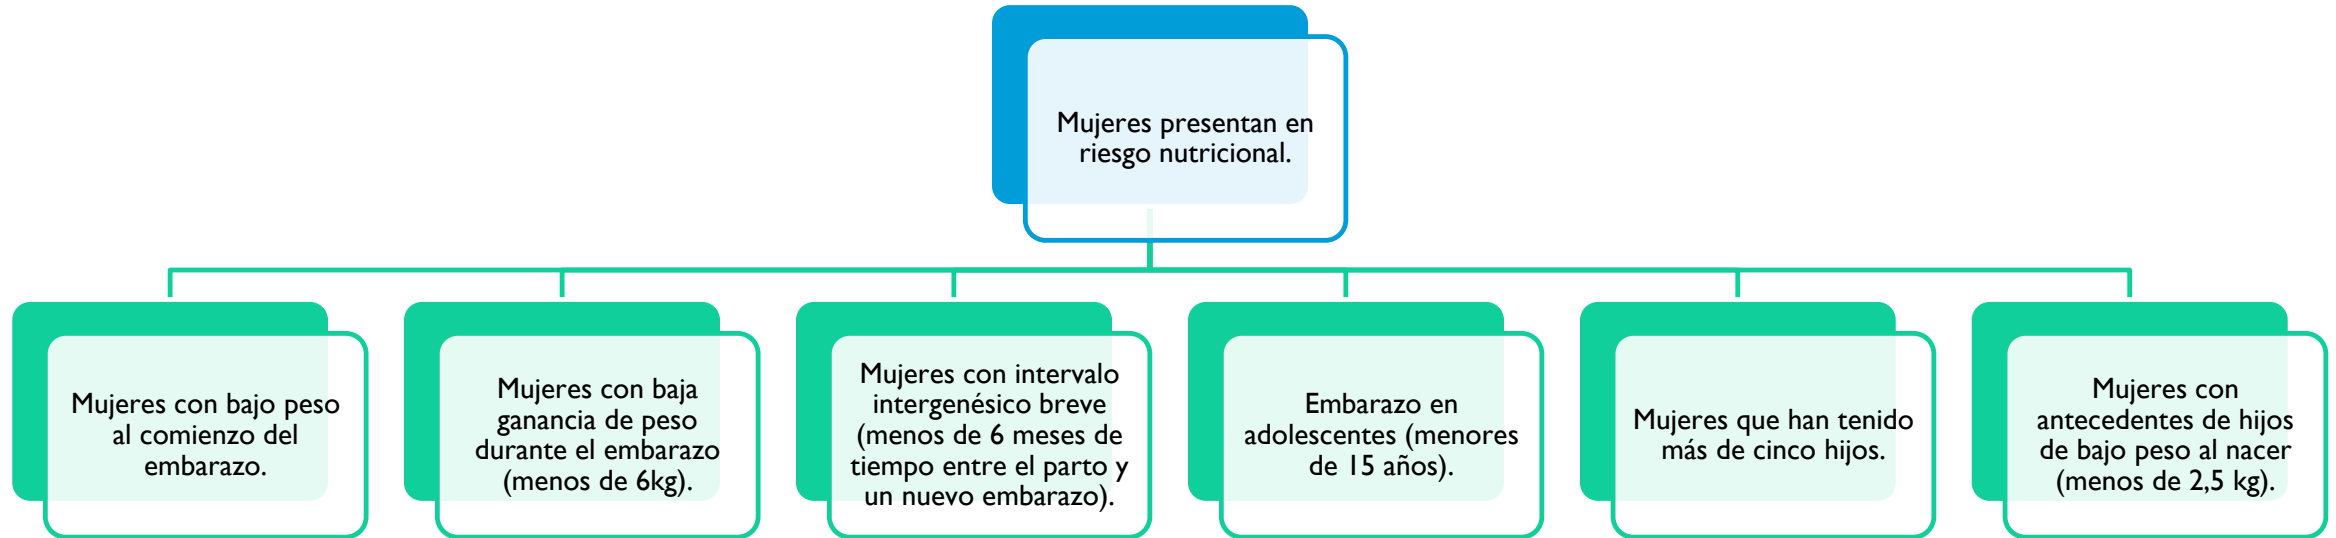 Mujeres presentan en
riesgo nutricional.
Mujeres con bajo peso
al comienzo del
embarazo.
Mujeres con baja
ganancia de peso
durante el embarazo
(menos de 6kg).
Mujeres con intervalo
intergenésico breve
(menos de 6 meses de
tiempo entre el parto y
un nuevo embarazo).
Embarazo en
adolescentes (menores
de 15 años).
Mujeres que han tenido
más de cinco hijos.
Mujeres con
antecedentes de hijos
de bajo peso al nacer
(menos de 2,5 kg).